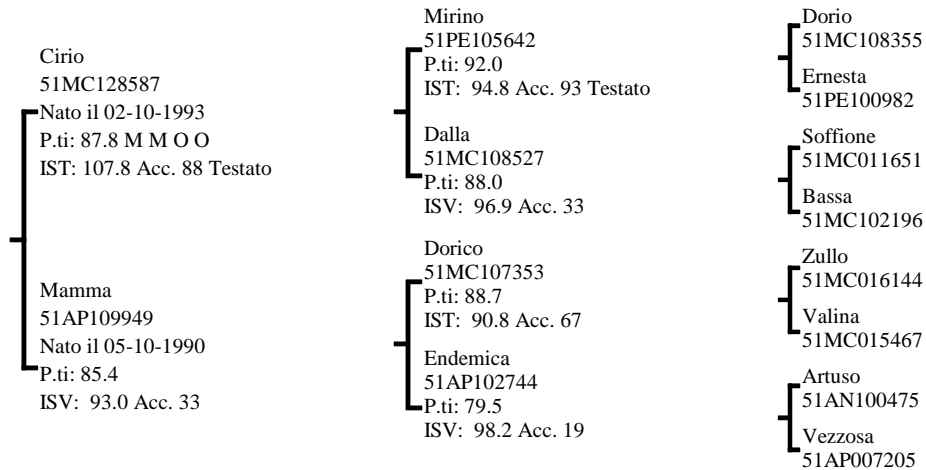 Cirio
51MC128587
Nato il 02-10-1993
P.ti: 87.8 M M O O
IST: 107.8 Acc. 88 Testato
Mamma
51AP109949
Nato il 05-10-1990
P.ti: 85.4
ISV: 93.0 Acc. 33
Mirino
51PE105642
P.ti: 92.0
IST: 94.8 Acc. 93 Testato
Dalla
51MC108527
P.ti: 88.0
ISV: 96.9 Acc. 33
Dorico
51MC107353
P.ti: 88.7
IST: 90.8 Acc. 67
Endemica
51AP102744
P.ti: 79.5
ISV: 98.2 Acc. 19
Dorio
51MC108355
Ernesta
51PE100982
Soffione
51MC011651
Bassa
51MC102196
Zullo
51MC016144
Valina
51MC015467
Artuso
51AN100475
Vezzosa
51AP007205